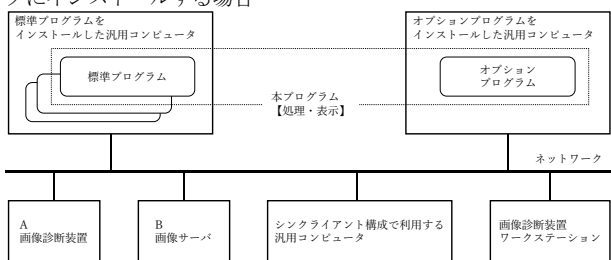 タにインストールする場合
標準プログラムを
インストールした汎用コンピュータ
オプションプログラムを
インストールした汎用コンピュータ
標準プログラム
オプション
プログラム
本プログラム
【処理・表示】
ネットワーク
A
画像診断装置
B
画像サーバ
シンクライアント構成で利用する
汎用コンピュータ
画像診断装置
ワークステーション